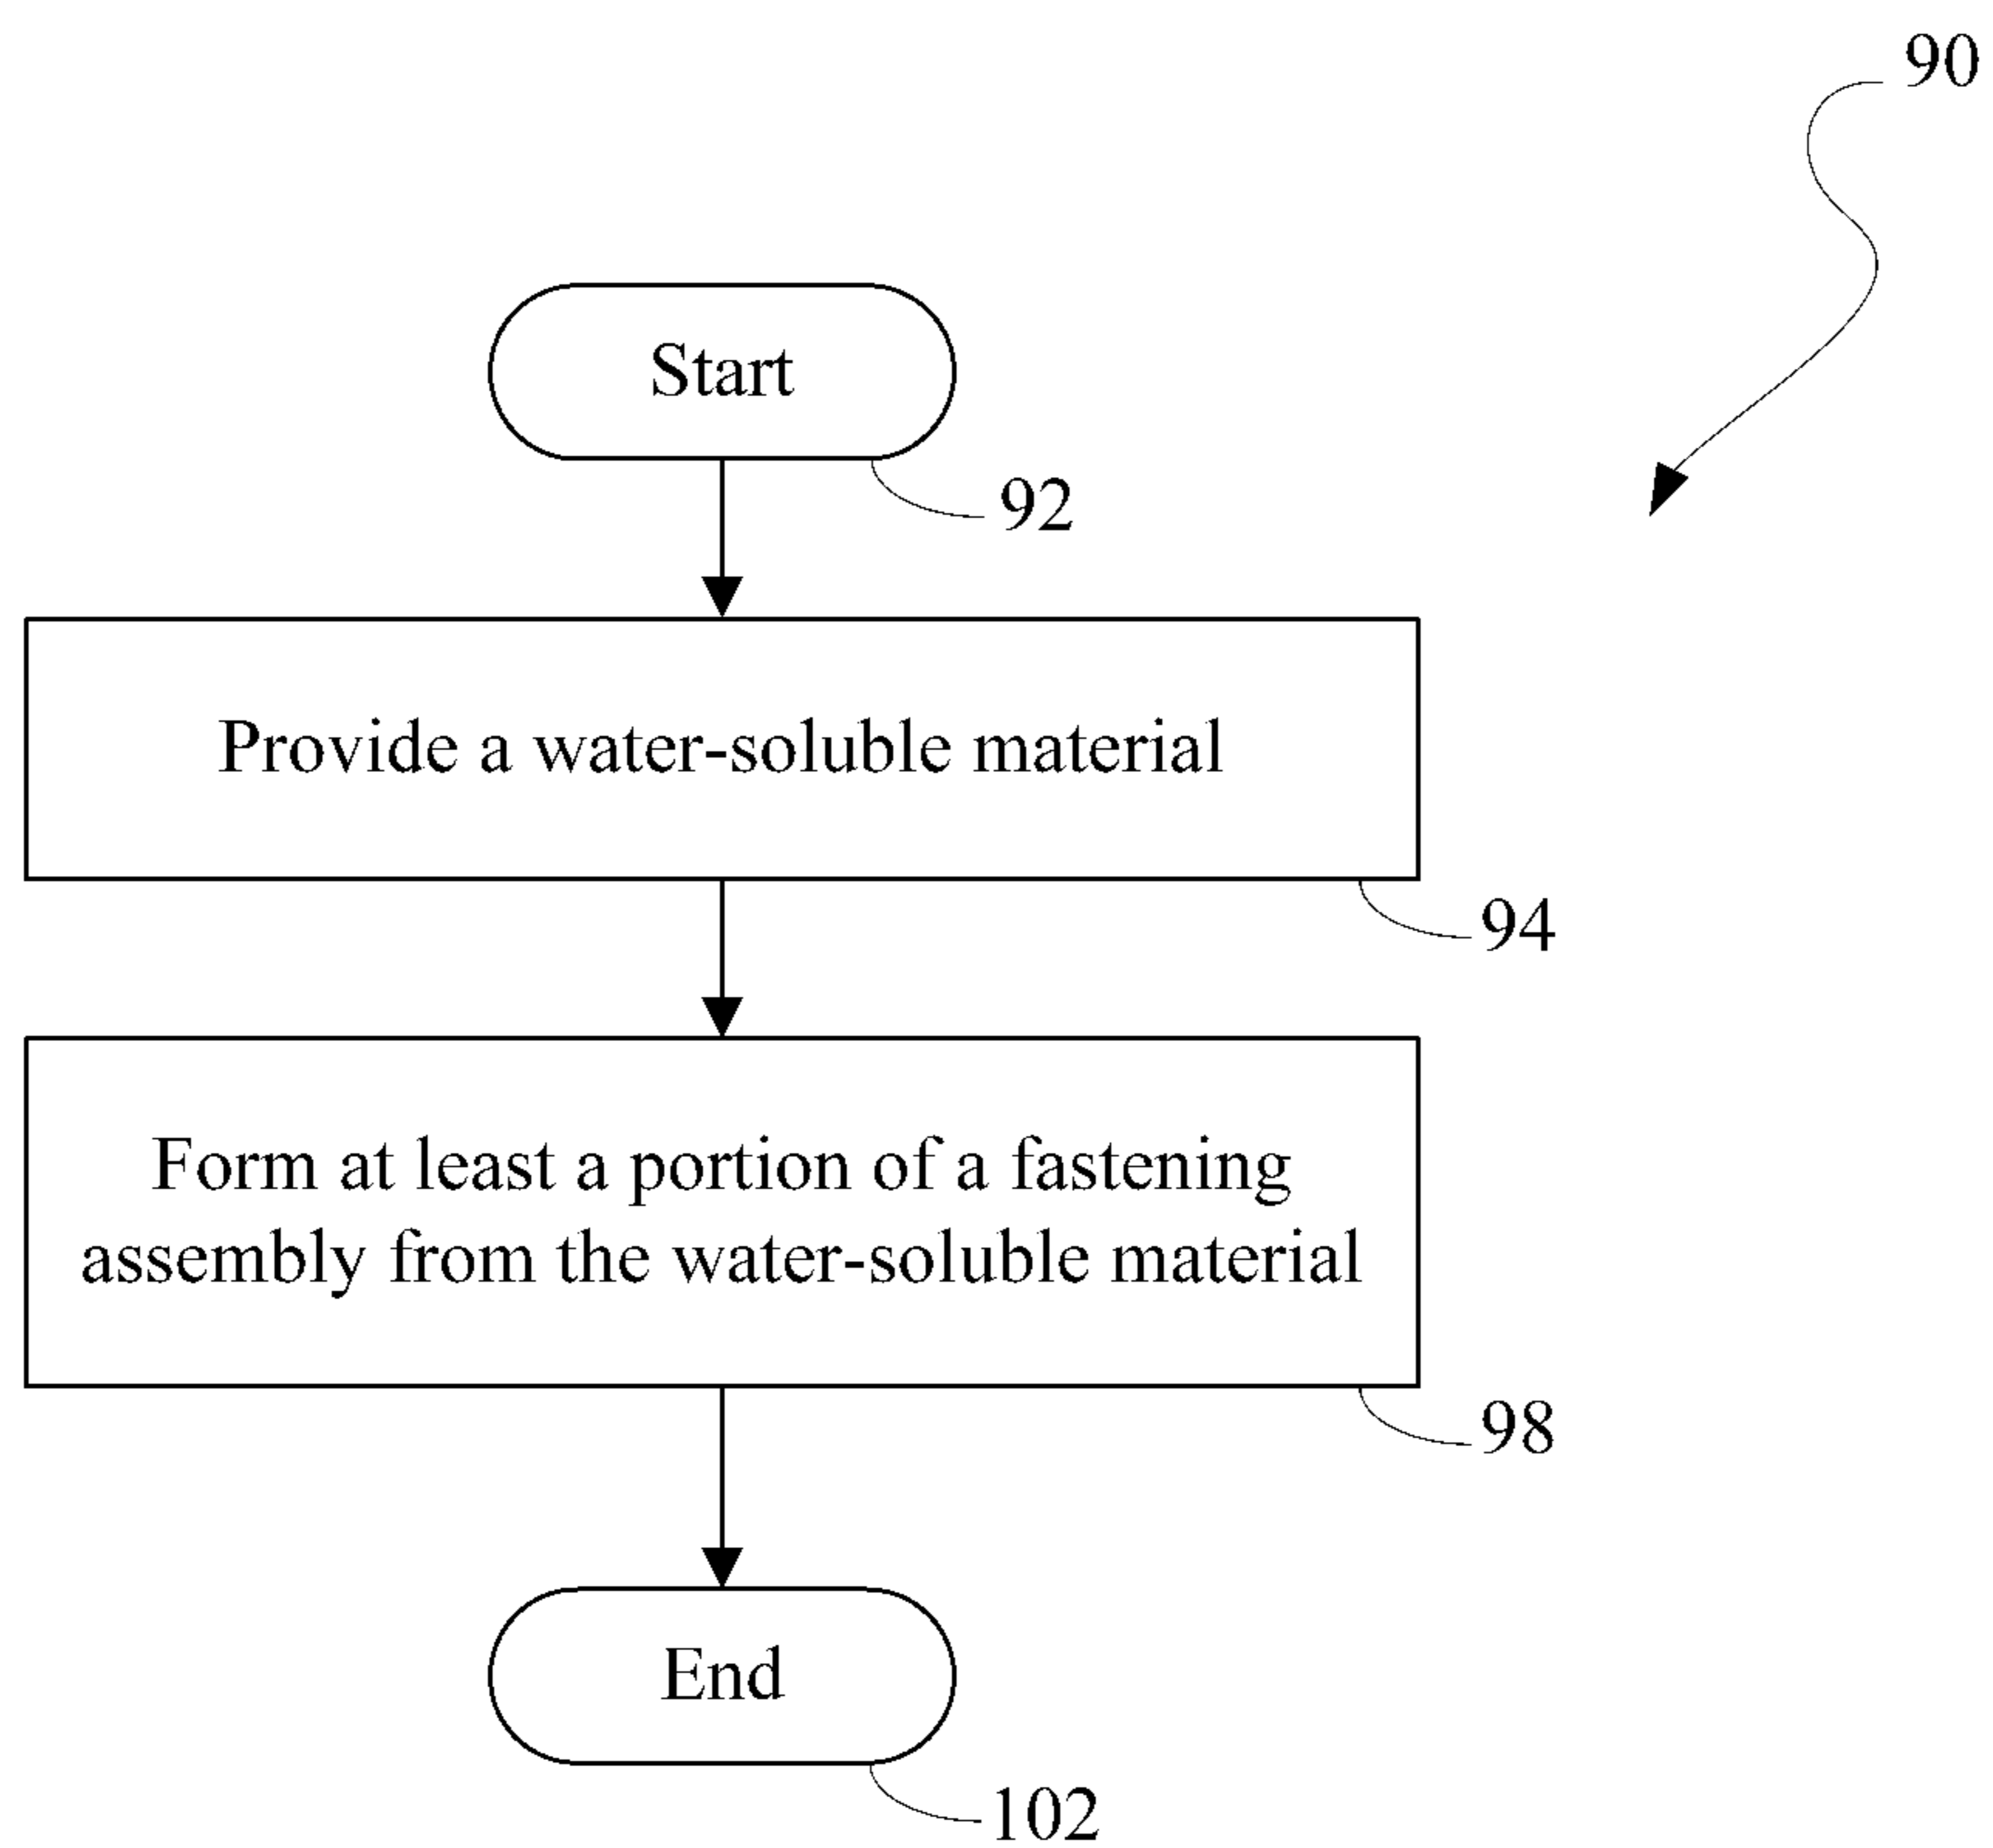 90
Start
92
Provide a water-soluble material
94
Form at least a portion of a fastening
assembly from the water-soluble material
98
End
102